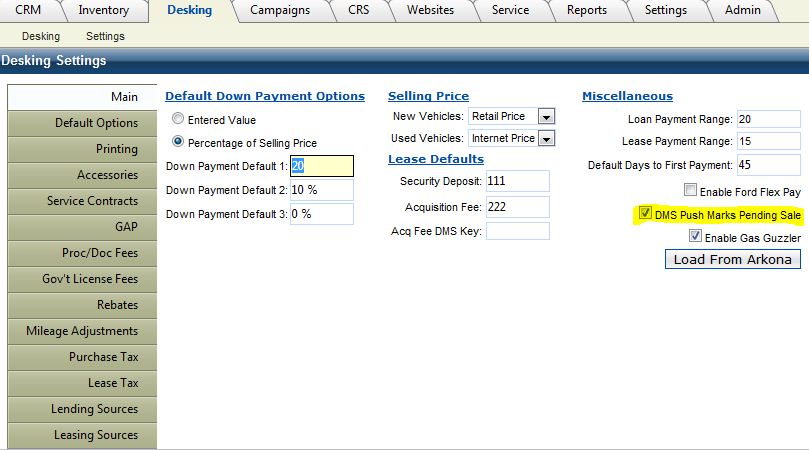 CRM Inventory Desking Campaigns CRS Websites Service Reports Settings Admin
Desking Settings
Desking Settings
Main
Default Options
Printing
Accessories
Service Contracts
GAP
Proc/Doc Fees
Gov't License Fees
Rebates
Mileage Adjustments
Purchase Tax
Lease Tax
Lending Sources
Leasing Sources
Default Down Payment Options
Entered Value
Percentage of Selling Price
Down Payment Default 1: 20
Down Payment Default 2: 10 %
Down Payment Default 3: 0 %
Selling Price
New Vehicles: Retail Price
Used Vehicles: Internet Price
Lease Defaults
Security Deposit: 111
Acquisition Fee: 222
Acq Fee DMS Key:
Miscellaneous
Loan Payment Range: 20
Lease Payment Range: 15
Default Days to First Payment: 45
Enable Ford Flex Pay
DMS Push Marks Pending Sale
Enable Gas Guzzler
Load From Arkona